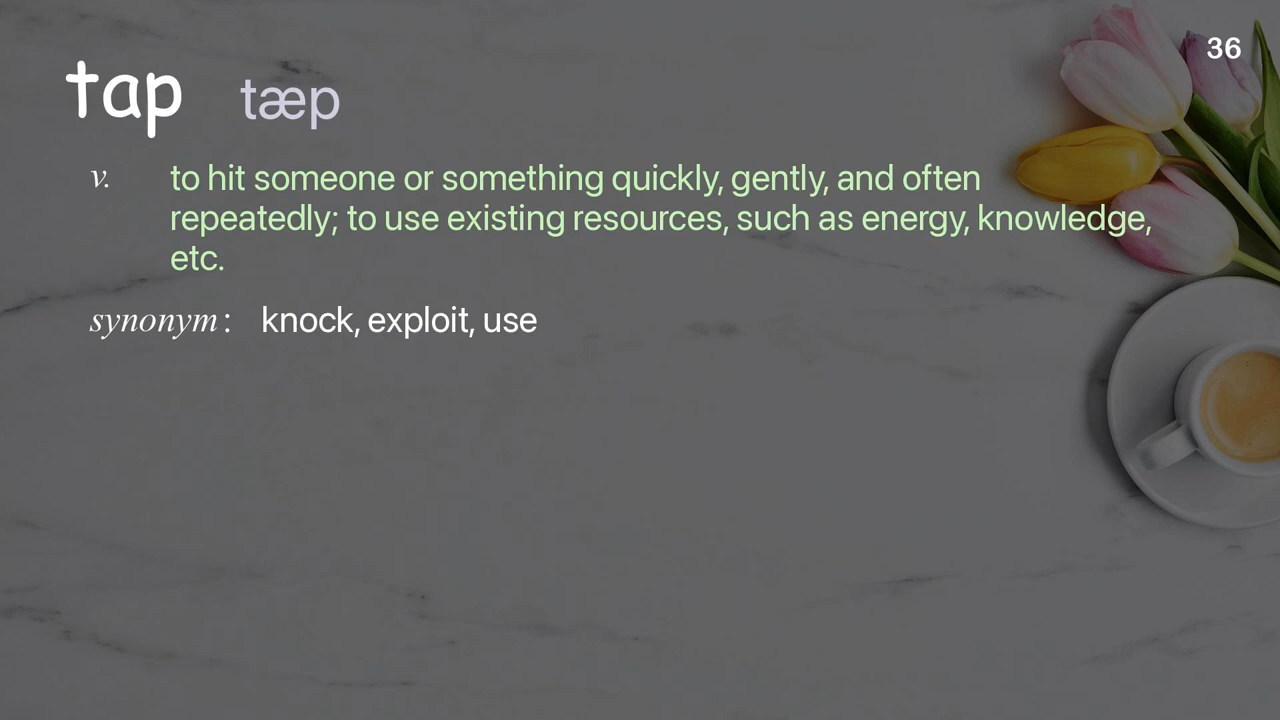 36
tap tæp
v. to hit someone or something quickly, gently, and often
repeatedly; to use existing resources, such as energy, knowledge,
etc.
synonym: knock, exploit, use